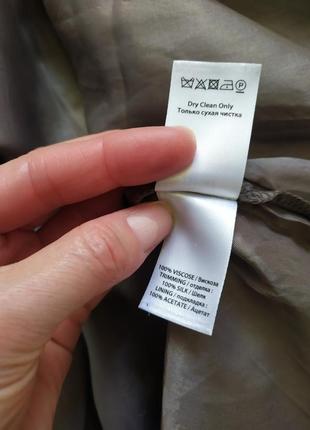 Dry Clean Only
Только сухая чистка
100% VISCOSE / Вискоза
TRIMMING / отделка :
100% SILK / Шелк
LINING / подкладка :
100% ACETATE / Ацетат